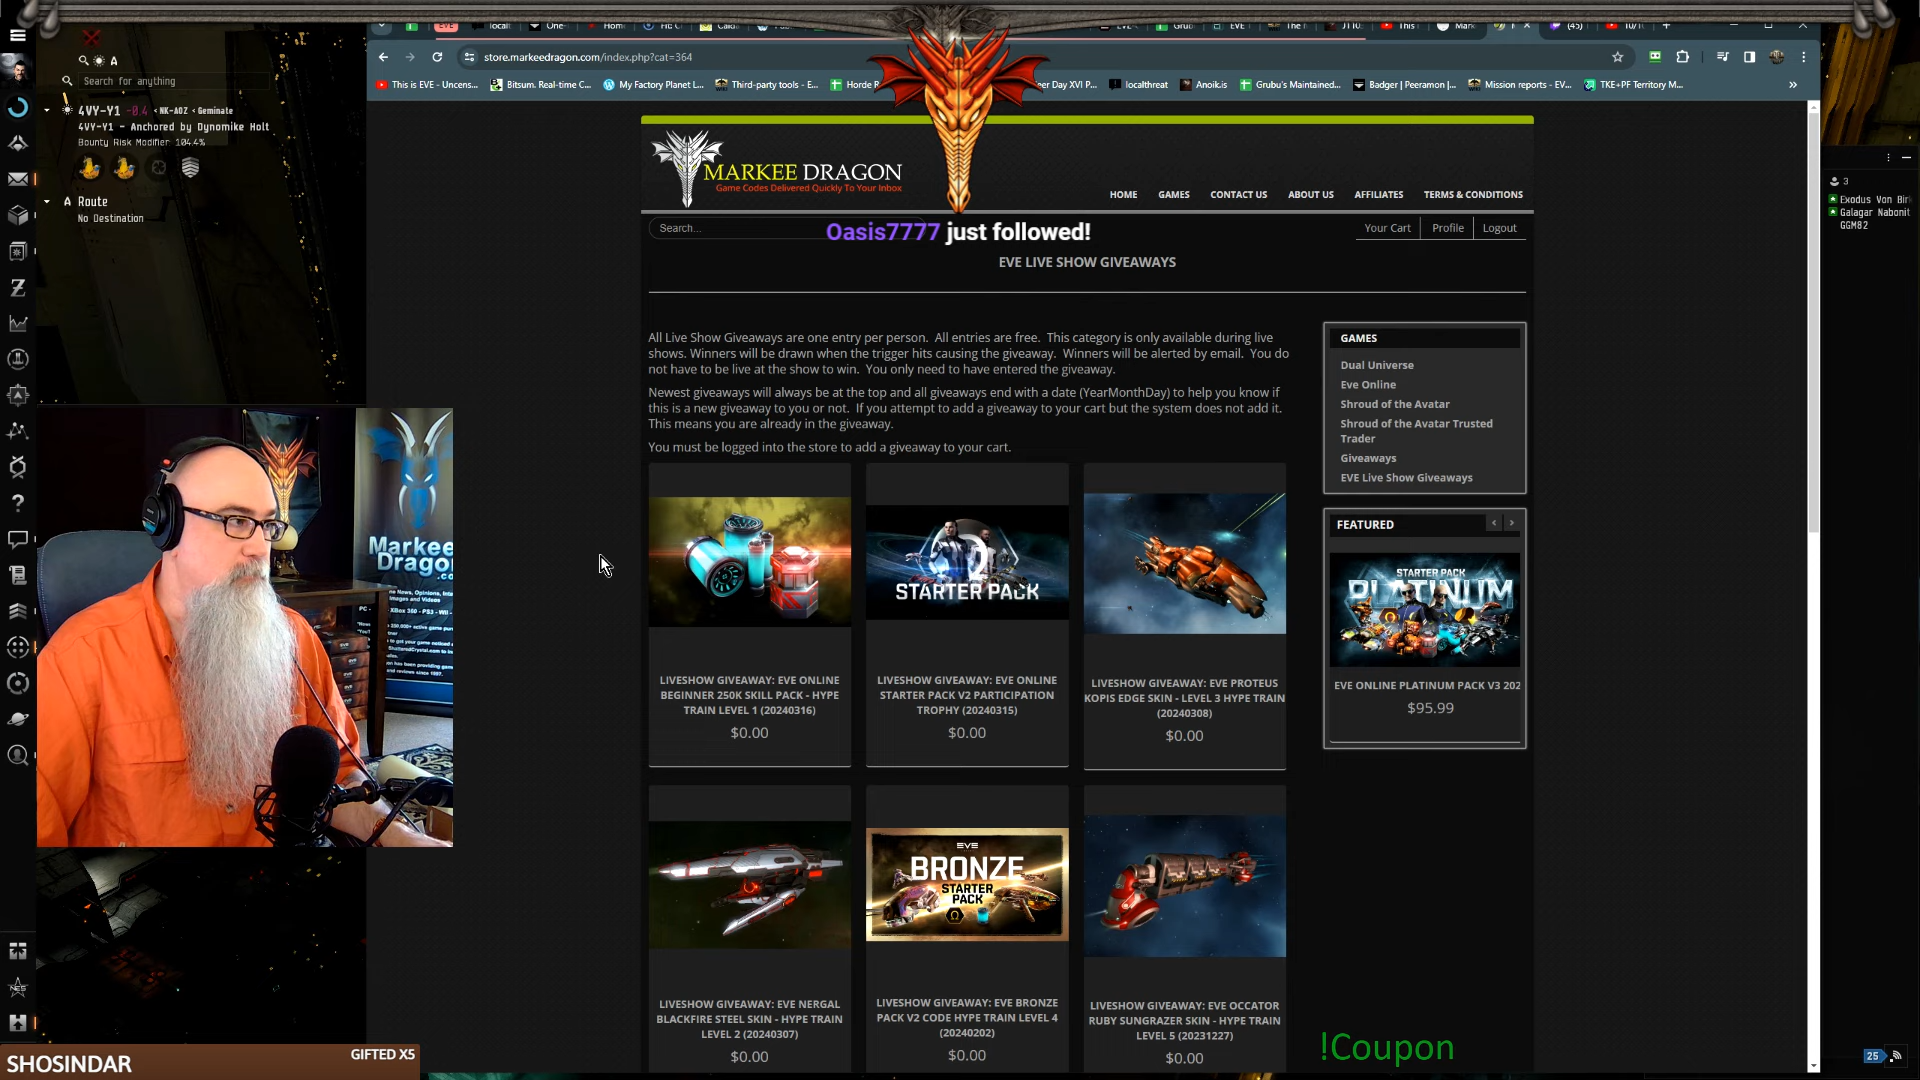 EVE
store.markeedragon.com/index.php?cat=364
This is EVE - Uncens...
Bitsum. Real-time C...
My Factory Planet L...
Third-party tools - E...
Horde R
eer Day XVI P...
localthreat
Anoik.is
Grubu's Maintained...
Badger | Peeramon |...
Mission reports - EV...
TKE+PF Territory M...
A
Search for anything
4VY-Y1 -0.4 < NK-AOZ < Geminate
4VY-Y1 - Anchored by Dynomike Holt
Bounty Risk Modifier 104.4%
A Route
No Destination
3
Exodus Von Bir
Galagar Nabonit
GGM82
MARKEE DRAGON
Game Codes Delivered Quickly To Your Inbox
HOME
GAMES
CONTACT US
ABOUT US
AFFILIATES
TERMS & CONDITIONS
Search...
Oasis7777 just followed!
Your Cart
Profile
Logout
EVE LIVE SHOW GIVEAWAYS
All Live Show Giveaways are one entry per person. All entries are free. This category is only available during live
shows. Winners will be drawn when the trigger hits causing the giveaway. Winners will be alerted by email. You do
not have to be live at the show to win. You only need to have entered the giveaway.
Newest giveaways will always be at the top and all giveaways end with a date (YearMonthDay) to help you know if
this is a new giveaway to you or not. If you attempt to add a giveaway to your cart but the system does not add it.
This means you are already in the giveaway.
You must be logged into the store to add a giveaway to your cart.
GAMES
Dual Universe
Eve Online
Shroud of the Avatar
Shroud of the Avatar Trusted
Trader
Giveaways
EVE Live Show Giveaways
FEATURED
STARTER PACK
PLATINUM
EVE ONLINE PLATINUM PACK V3 202
$95.99
STARTER PACK
LIVESHOW GIVEAWAY: EVE ONLINE
BEGINNER 250K SKILL PACK - HYPE
TRAIN LEVEL 1 (20240316)
$0.00
LIVESHOW GIVEAWAY: EVE ONLINE
STARTER PACK V2 PARTICIPATION
TROPHY (20240315)
$0.00
LIVESHOW GIVEAWAY: EVE PROTEUS
KOPIS EDGE SKIN - LEVEL 3 HYPE TRAIN
(20240308)
$0.00
EVE
BRONZE
STARTER
PACK
LIVESHOW GIVEAWAY: EVE NERGAL
BLACKFIRE STEEL SKIN - HYPE TRAIN
LEVEL 2 (20240307)
$0.00
LIVESHOW GIVEAWAY: EVE BRONZE
PACK V2 CODE HYPE TRAIN LEVEL 4
(20240202)
$0.00
LIVESHOW GIVEAWAY: EVE OCCATOR
RUBY SUNGRAZER SKIN - HYPE TRAIN
LEVEL 5 (20231227)
$0.00
Markee
Dragon
.co
SHOSINDAR
GIFTED X5
!Coupon
25